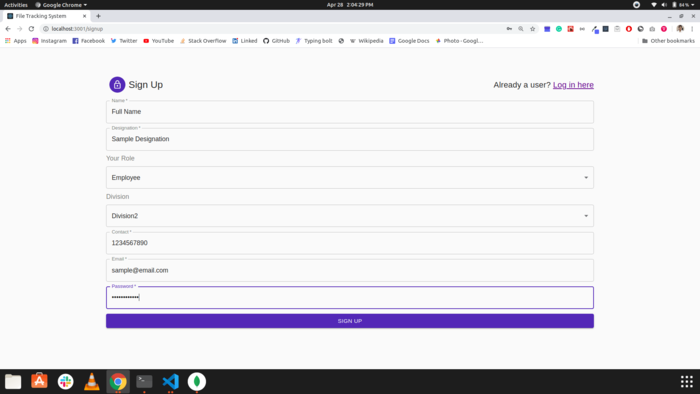 Activities Google Chrome Apr 28 2:04:29 PM 84%
File Tracking System
localhost:3001/signup
Apps Instagram Facebook Twitter YouTube Stack Overflow Linked GitHub Typing bolt Wikipedia Google Docs Photo - Googl... Other bookmarks
Sign Up Already a user? Log in here
Name *
Full Name
Designation *
Sample Designation
Your Role
Employee
Division
Division2
Contact *
1234567890
Email *
sample@email.com
Password *
••••••••••••
SIGN UP